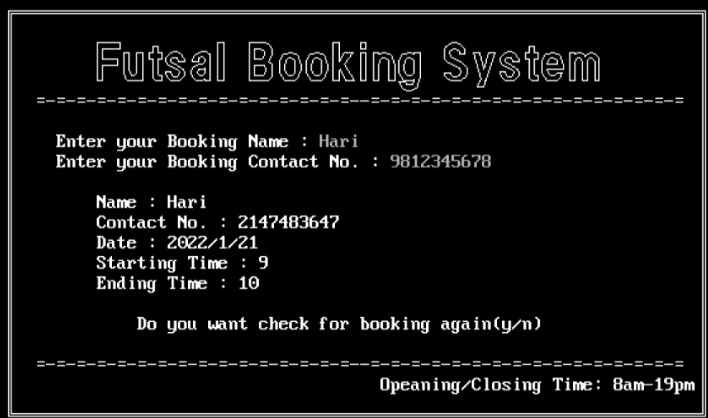 Futsal Booking System
=-=-=-=-=-=-=-=-=-=-=-=-=-=-=-=-=--=-=-=-=-=-=-=-=-=-=-=-=-=-=-=
Enter your Booking Name : Hari
Enter your Booking Contact No. : 9812345678
Name : Hari
Contact No. : 2147483647
Date : 2022/1/21
Starting Time : 9
Ending Time : 10
Do you want check for booking again(y/n)
=-=-=-=-=-=-=-=-=-=-=-=-=-=-=-=-=--=-=-=-=-=-=-=-=-=-=-=-=-=-=-=
Opeaning/Closing Time: 8am-19pm